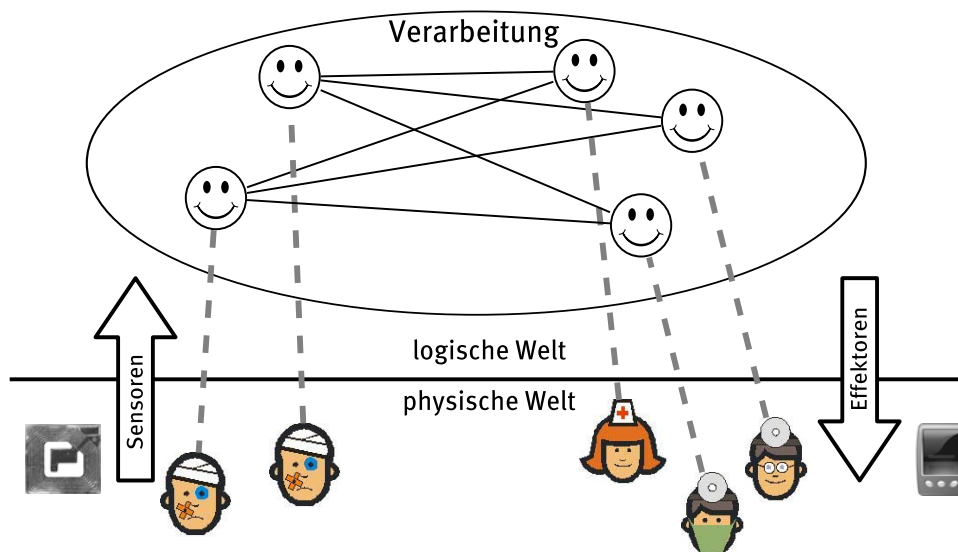 Verarbeitung
logische Welt
physische Welt
Sensoren
Effektoren